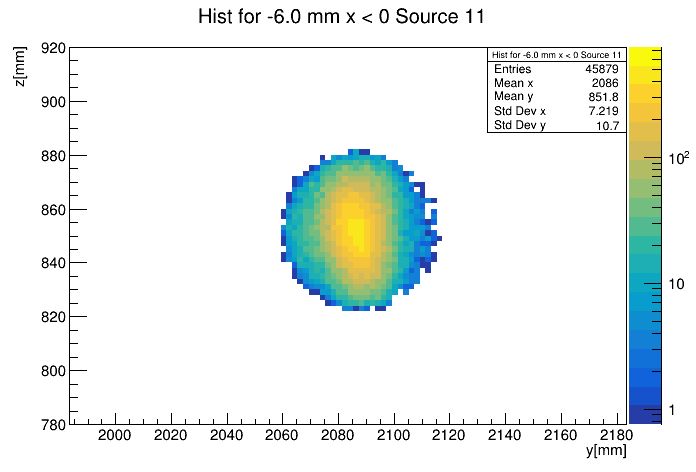 Hist for -6.0 mm x < 0 Source 11
z[mm]
920
900
880
860
840
820
800
780
Hist for -6.0 mm x < 0 Source 11
Entries 45879
Mean x 2086
Mean y 851.8
Std Dev x 7.219
Std Dev y 10.7
10²
10
1
2000 2020 2040 2060 2080 2100 2120 2140 2160 2180
y[mm]